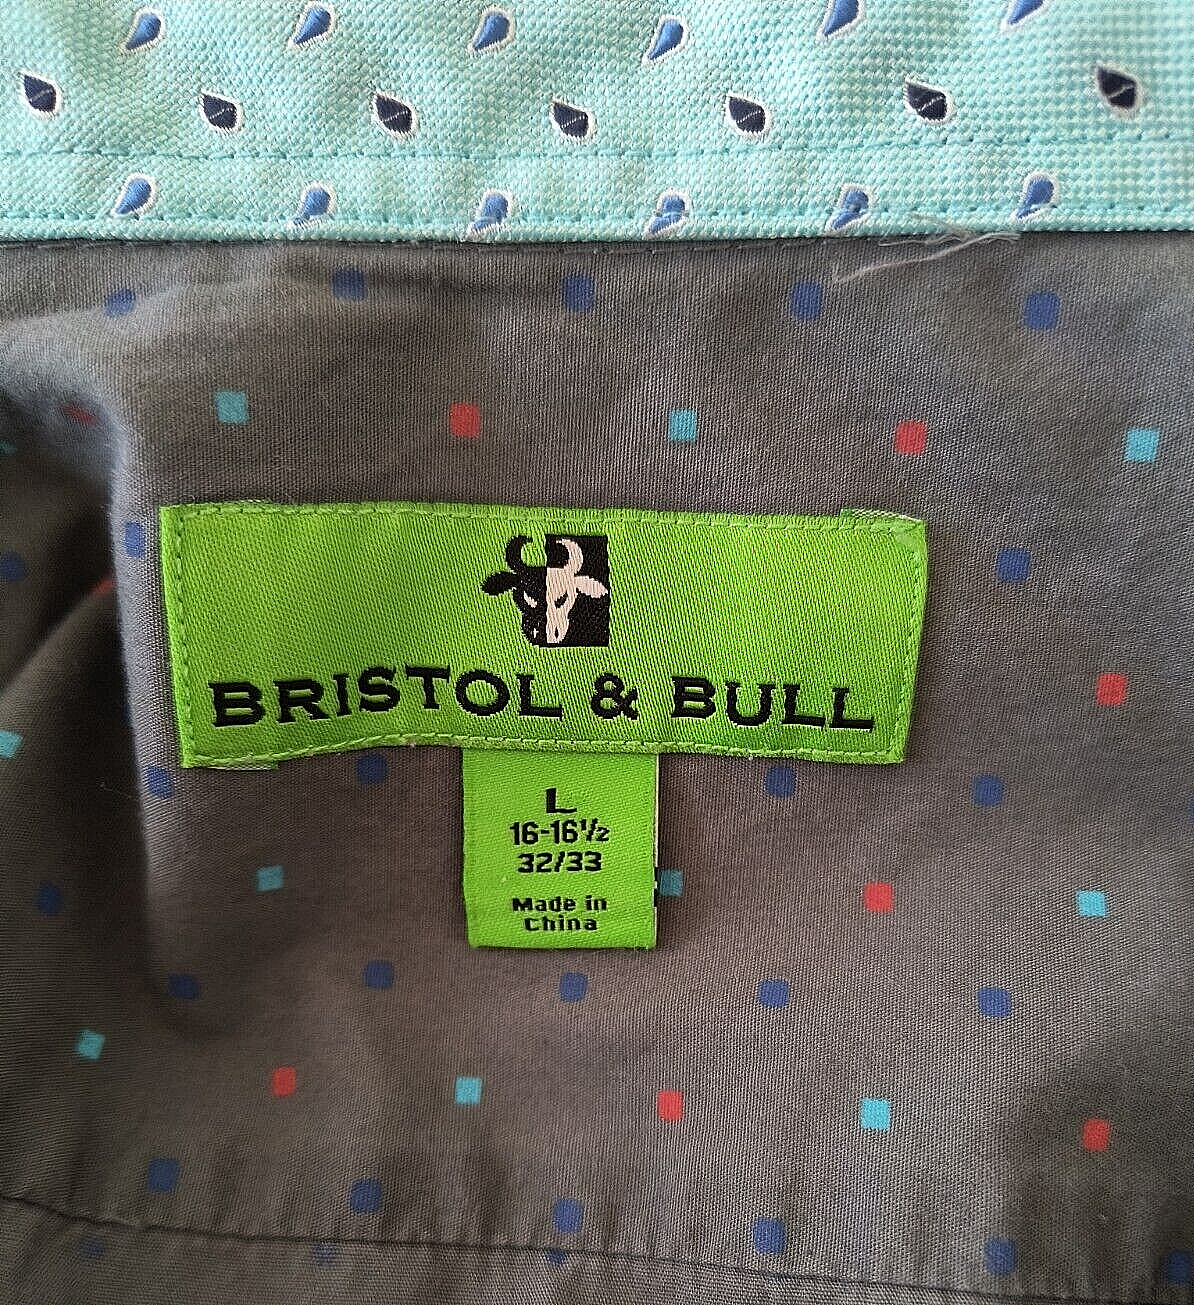 BRISTOL & BULL
L
16-16½
32/33
Made in
China